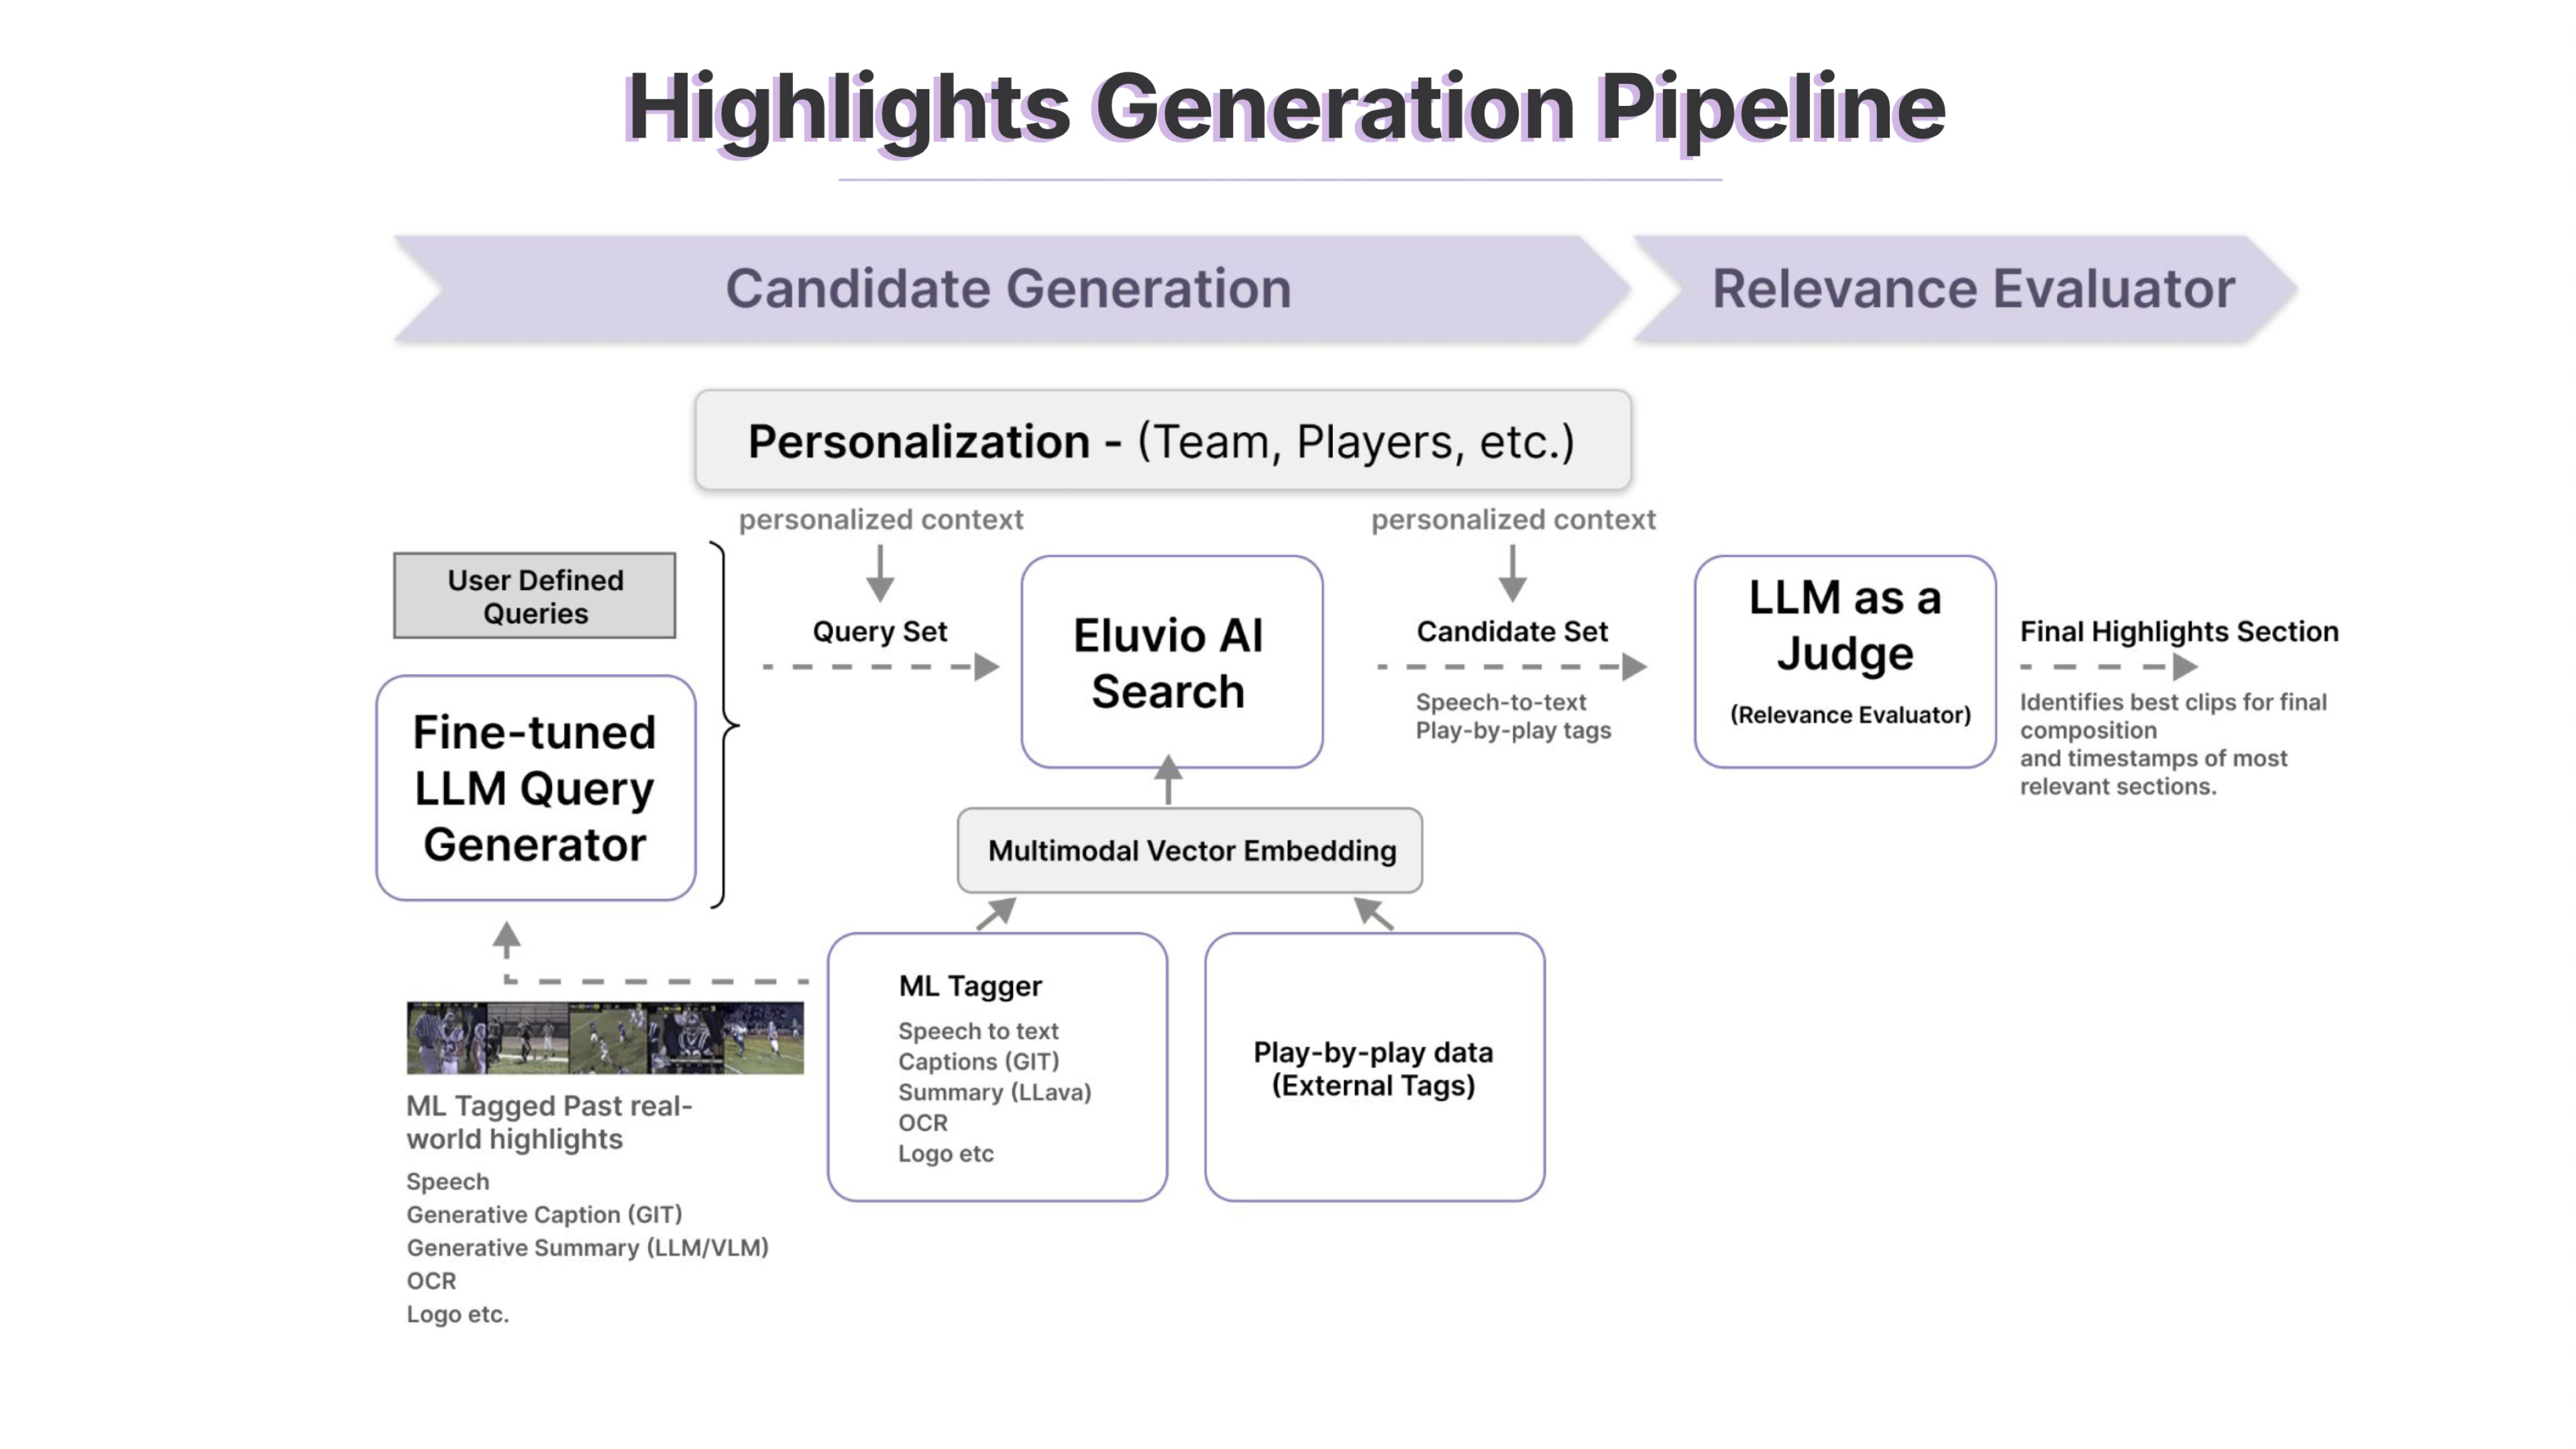 Highlights Generation Pipeline
Candidate Generation
Relevance Evaluator
Personalization - (Team, Players, etc.)
personalized context
personalized context
User Defined
Queries
Fine-tuned
LLM Query
Generator
Query Set
Eluvio AI
Search
Candidate Set
Speech-to-text
Play-by-play tags
LLM as a
Judge
(Relevance Evaluator)
Final Highlights Section
Identifies best clips for final
composition
and timestamps of most
relevant sections.
Multimodal Vector Embedding
ML Tagger
Speech to text
Captions (GIT)
Summary (LLava)
OCR
Logo etc
Play-by-play data
(External Tags)
ML Tagged Past real-
world highlights
Speech
Generative Caption (GIT)
Generative Summary (LLM/VLM)
OCR
Logo etc.